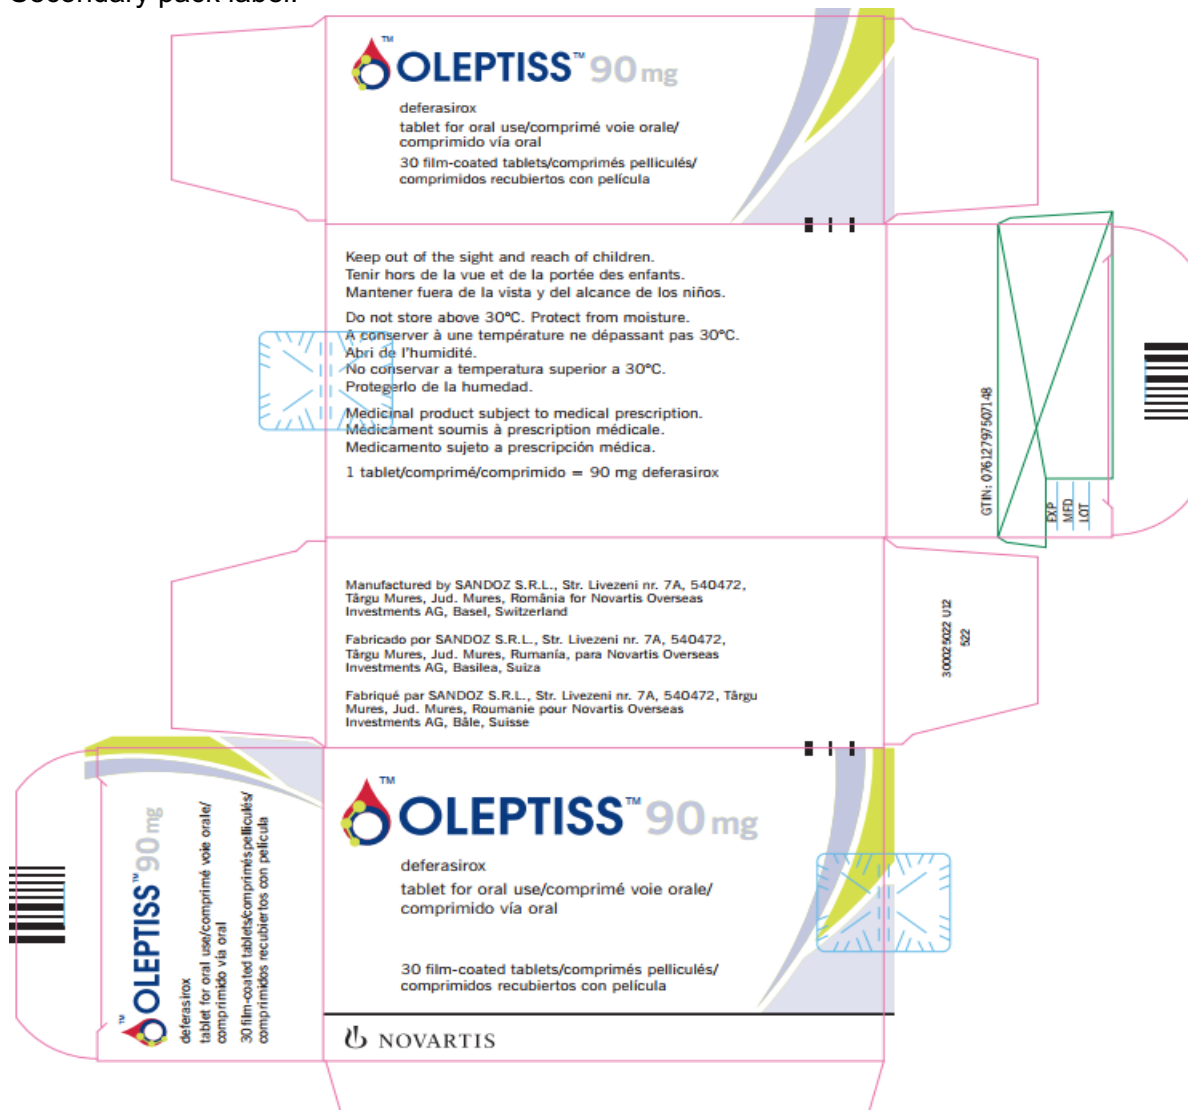 Secondary pack label:
TM
OLEPTISS™ 90 mg
deferasirox
tablet for oral use/comprimé voie orale/
comprimido vía oral
30 film-coated tablets/comprimés pelliculés/
comprimidos recubiertos con película
Keep out of the sight and reach of children.
Tenir hors de la vue et de la portée des enfants.
Mantener fuera de la vista y del alcance de los niños.
Do not store above 30°C. Protect from moisture.
A conserver à une température ne dépassant pas 30°C.
Abri de l'humidité.
No conservar a temperatura superior a 30°C.
Protegerlo de la humedad.
Medicinal product subject to medical prescription.
Médicament soumis à prescription médicale.
Medicamento sujeto a prescripción médica.
1 tablet/comprimé/comprimido = 90 mg deferasirox
GTIN: 07612797507148
EXP
MFD
LOT
Manufactured by SANDOZ S.R.L., Str. Livezeni nr. 7A, 540472,
Târgu Mures, Jud. Mures, România for Novartis Overseas
Investments AG, Basel, Switzerland
Fabricado por SANDOZ S.R.L., Str. Livezeni nr. 7A, 540472,
Târgu Mures, Jud. Mures, Rumanía, para Novartis Overseas
Investments AG, Basilea, Suiza
Fabriqué par SANDOZ S.R.L., Str. Livezeni nr. 7A, 540472, Târgu
Mures, Jud. Mures, Roumanie pour Novartis Overseas
Investments AG, Bâle, Suisse
300025022 U12
522
TM
OLEPTISS™ 90 mg
deferasirox
tablet for oral use/comprimé voie orale/
comprimido vía oral
30 film-coated tablets/comprimés pelliculés/
comprimidos recubiertos con película
TM
OLEPTISS™ 90 mg
deferasirox
tablet for oral use/comprimé voie orale/
comprimido vía oral
30 film-coated tablets/comprimés pelliculés/
comprimidos recubiertos con película
NOVARTIS